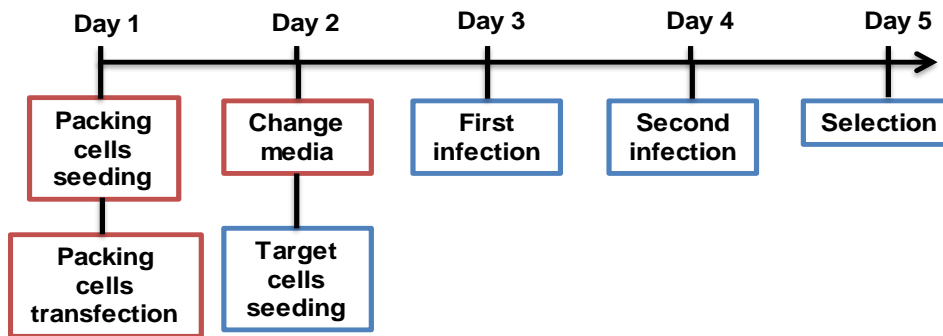 Day 1
Day 2
Day 3
Day 4
Day 5
Packing
cells
seeding
Change
media
First
infection
Second
infection
Selection
Packing
cells
transfection
Target
cells
seeding